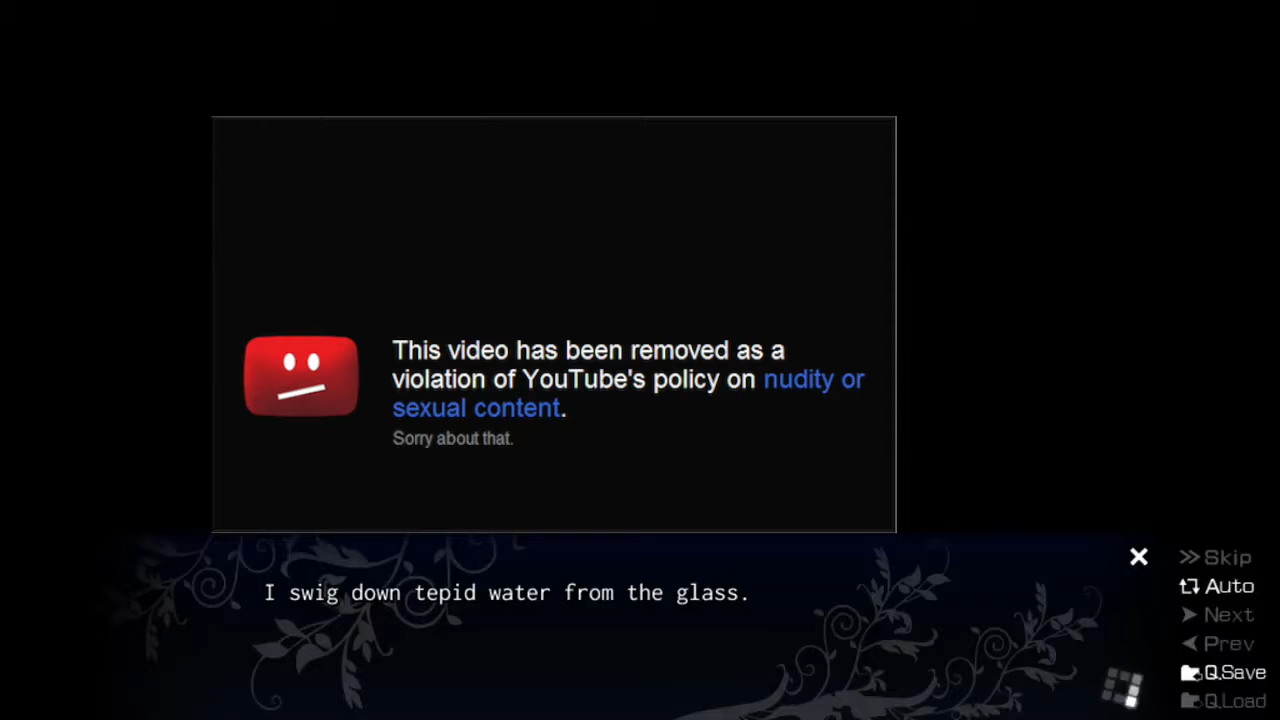 This video has been removed as a
violation of YouTube's policy on nudity or
sexual content.
Sorry about that.
I swig down tepid water from the glass.
Skip
Auto
Next
Prev
Q.Save
Q.Load